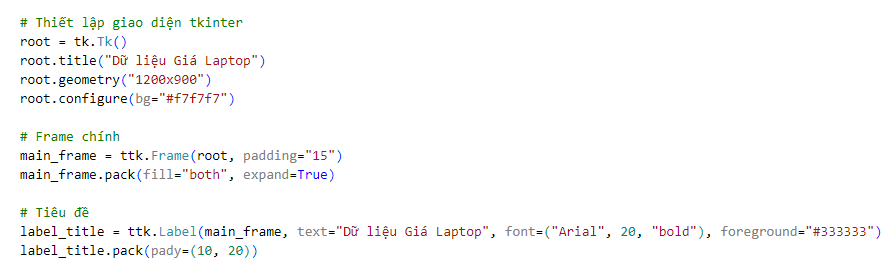 # Thiết lập giao diện tkinter
root = tk.Tk()
root.title("Dữ liệu Giá Laptop")
root.geometry("1200x900")
root.configure(bg="#f7f7f7")
# Frame chính
main_frame = ttk.Frame(root, padding="15")
main_frame.pack(fill="both", expand=True)
# Tiêu đề
label_title = ttk.Label(main_frame, text="Dữ liệu Giá Laptop", font=("Arial", 20, "bold"), foreground="#333333")
label_title.pack(pady=(10, 20))